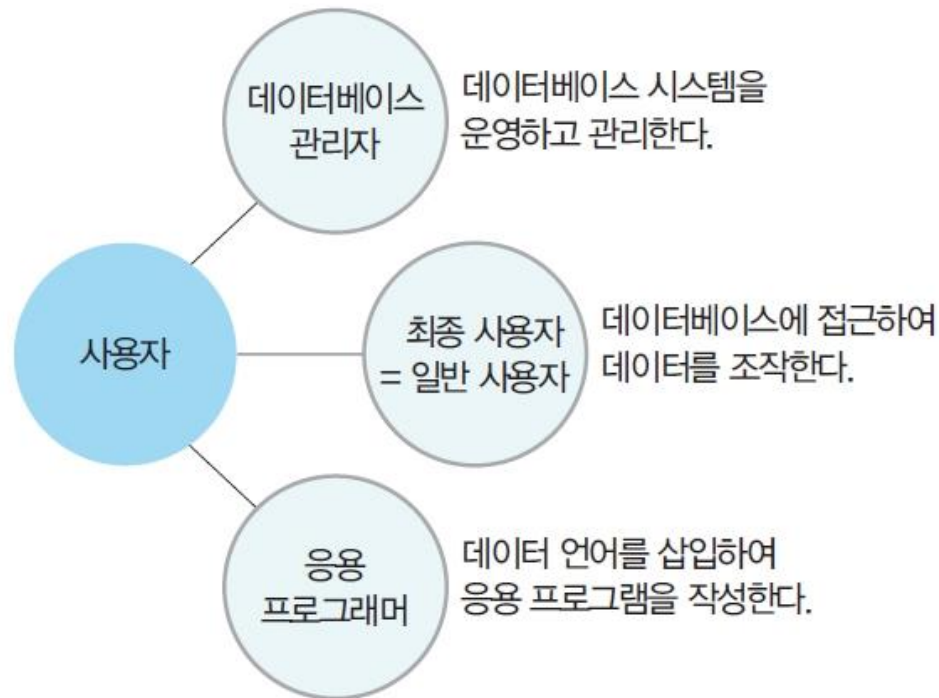 데이터베이스
관리자
데이터베이스 시스템을
운영하고 관리한다.
사용자
최종 사용자
= 일반 사용자
데이터베이스에 접근하여
데이터를 조작한다.
응용
프로그래머
데이터 언어를 삽입하여
응용 프로그램을 작성한다.